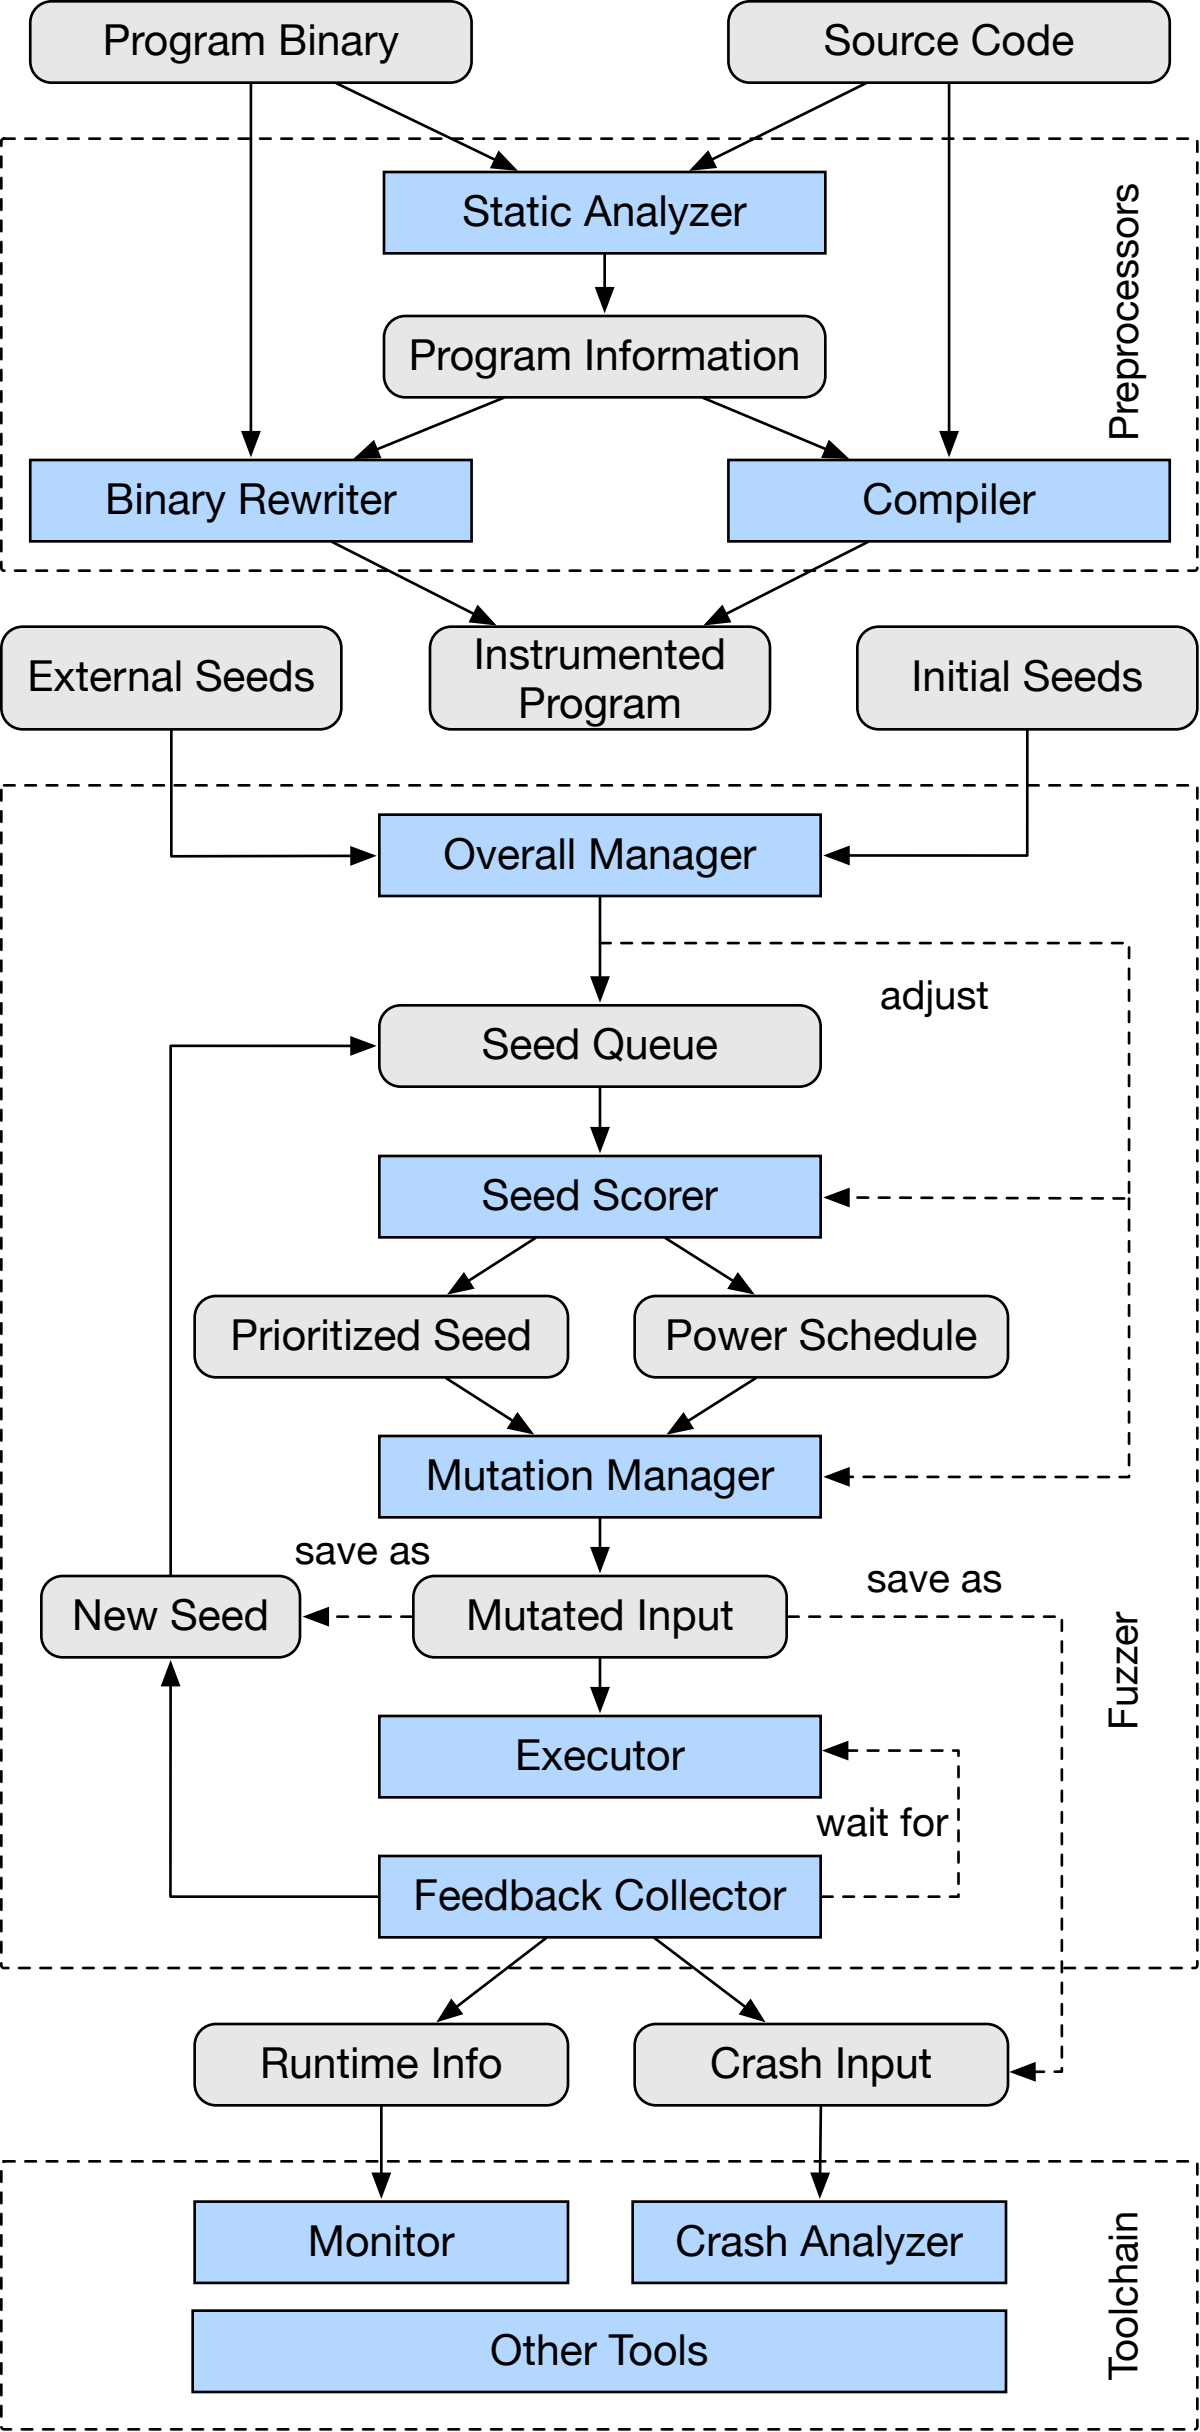 Program Binary
Source Code
Static Analyzer
Preprocessors
Program Information
Binary Rewriter
Compiler
External Seeds
Instrumented
Program
Initial Seeds
Overall Manager
adjust
Seed Queue
Seed Scorer
Prioritized Seed
Power Schedule
Mutation Manager
save as
save as
New Seed
Mutated Input
Fuzzer
Executor
wait for
Feedback Collector
Runtime Info
Crash Input
Monitor
Crash Analyzer
Toolchain
Other Tools